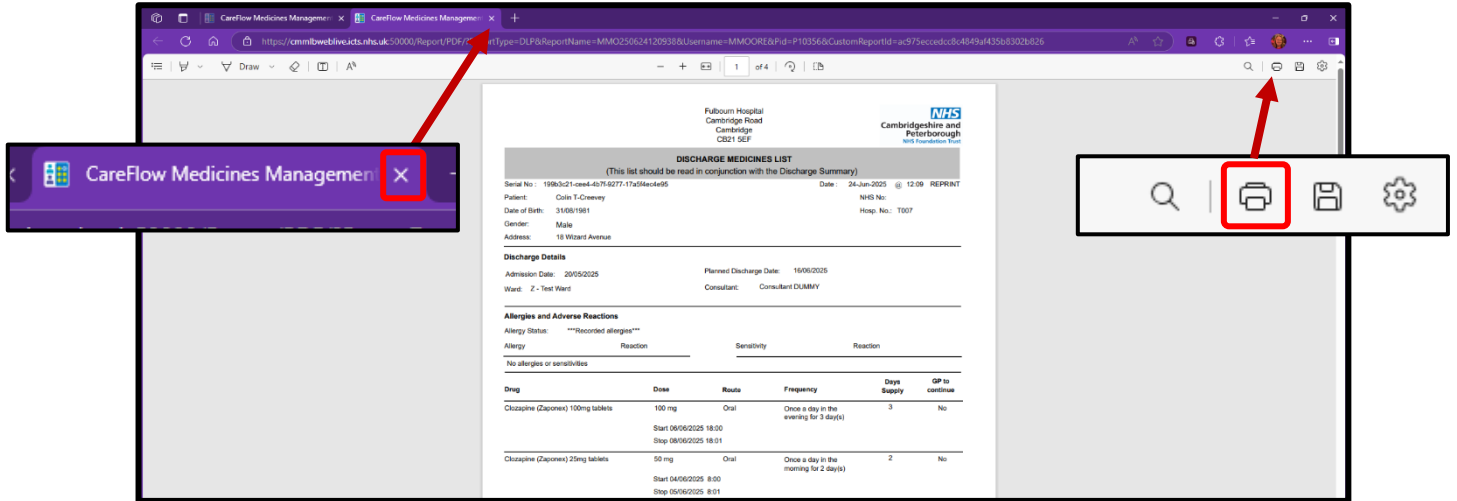 CareFlow Medicines Management CareFlow Medicines Managemen
https://cmmlbweblive.icts.nhs.uk:50000/Report/PDF/?ReportType=DLP&ReportName=MMO250624120938&Username=MMOORE&Pid=P10356&CustomReportId=ac975eccedcc8c4849af435b8302b826
Draw 1 of 4
CareFlow Medicines Managemen
Fulbourn Hospital
Cambridge Road
Cambridge
CB21 5EF
NHS
Cambridgeshire and
Peterborough
NHS Foundation Trust
DISCHARGE MEDICINES LIST
(This list should be read in conjunction with the Discharge Summary)
Serial No : 199b3c21-cee4-4b7f-9277-17a5f4ec4e95 Date : 24-Jun-2025 @ 12:09 REPRINT
Patient: Colin T-Creevey NHS No:
Date of Birth: 31/08/1981 Hosp. No.: T007
Gender: Male
Address: 18 Wizard Avenue
Discharge Details
Admission Date: 20/05/2025 Planned Discharge Date: 16/06/2025
Ward: Z - Test Ward Consultant: Consultant DUMMY
Allergies and Adverse Reactions
Allergy Status: ***Recorded allergies***
Allergy Reaction Sensitivity Reaction
No allergies or sensitivities
Drug Dose Route Frequency Days Supply GP to continue
Clozapine (Zaponex) 100mg tablets 100 mg Oral Once a day in the evening for 3 day(s) 3 No
Start 06/06/2025 18:00
Stop 08/06/2025 18:01
Clozapine (Zaponex) 25mg tablets 50 mg Oral Once a day in the morning for 2 day(s) 2 No
Start 04/06/2025 8:00
Stop 05/06/2025 8:01